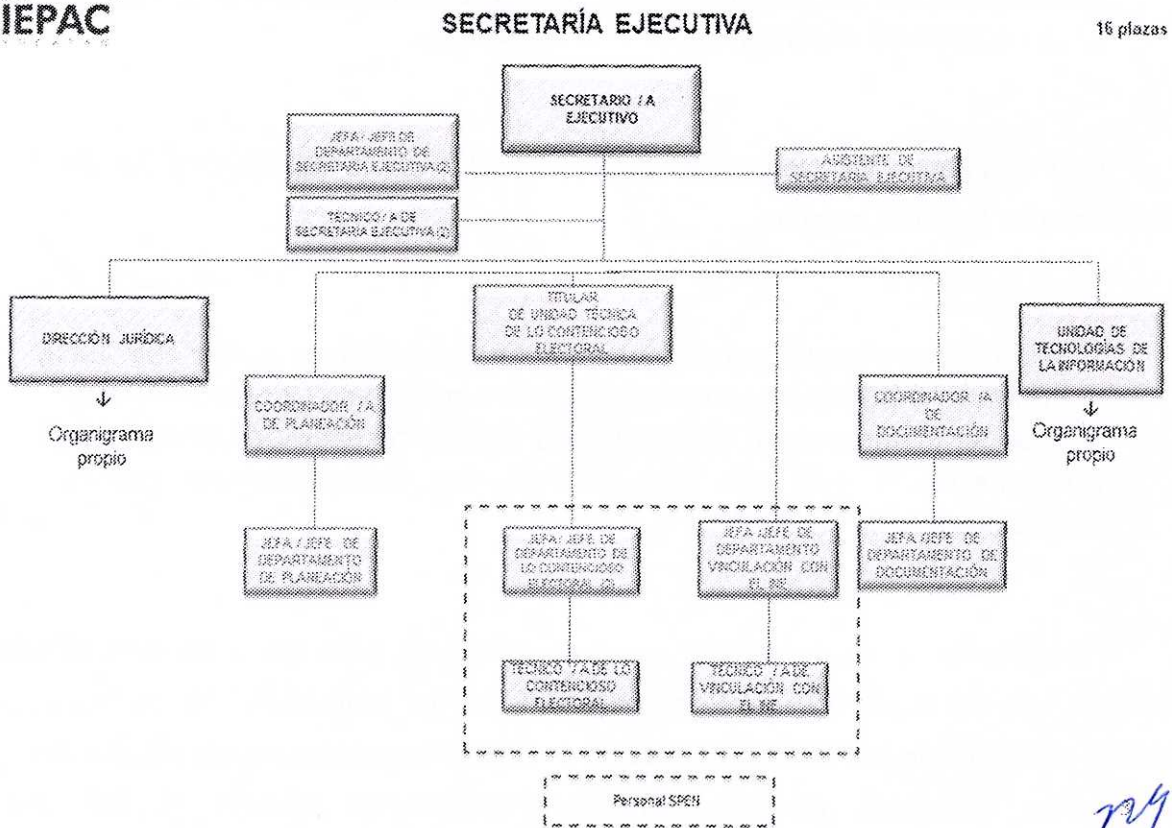 IEPAC
YUCATÁN
SECRETARÍA EJECUTIVA
16 plazas
SECRETARIO / A
EJECUTIVO
JEFA / JEFE DE
DEPARTAMENTO DE
SECRETARIA EJECUTIVA (2)
ASISTENTE DE
SECRETARIA EJECUTIVA
TECNICO / A DE
SECRETARIA EJECUTIVA (2)
DIRECCIÓN JURÍDICA
Organigrama
propio
TITULAR
DE UNIDAD TÉCNICA
DE LO CONTENCIOSO
ELECTORAL
UNIDAD DE
TECNOLOGÍAS DE
LA INFORMACIÓN
Organigrama
propio
COORDINADOR / A
DE PLANEACIÓN
COORDINADOR /A
DE
DOCUMENTACIÓN
JEFA / JEFE DE
DEPARTAMENTO
DE PLANEACIÓN
JEFA / JEFE DE
DEPARTAMENTO DE
LO CONTENCIOSO
ELECTORAL (2)
JEFA /JEFE DE
DEPARTAMENTO
VINCULACIÓN CON
EL INE
JEFA /JEFE DE
DEPARTAMENTO DE
DOCUMENTACIÓN
TÉCNICO / A DE LO
CONTENCIOSO
ELECTORAL
TÉCNICO / A DE
VINCULACIÓN CON
EL INE
Personal SPEN